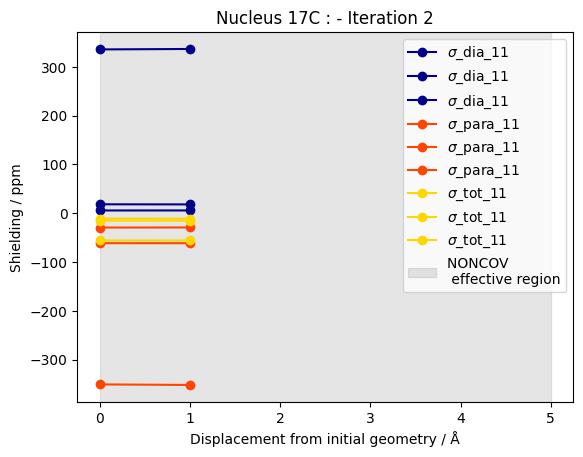 Nucleus 17C : - Iteration 2
Shielding / ppm
300
200
100
0
−100
−200
−300
0
1
2
3
4
5
Displacement from initial geometry / Å
σ_dia_11
σ_dia_11
σ_dia_11
σ_para_11
σ_para_11
σ_para_11
σ_tot_11
σ_tot_11
σ_tot_11
NONCOV
effective region